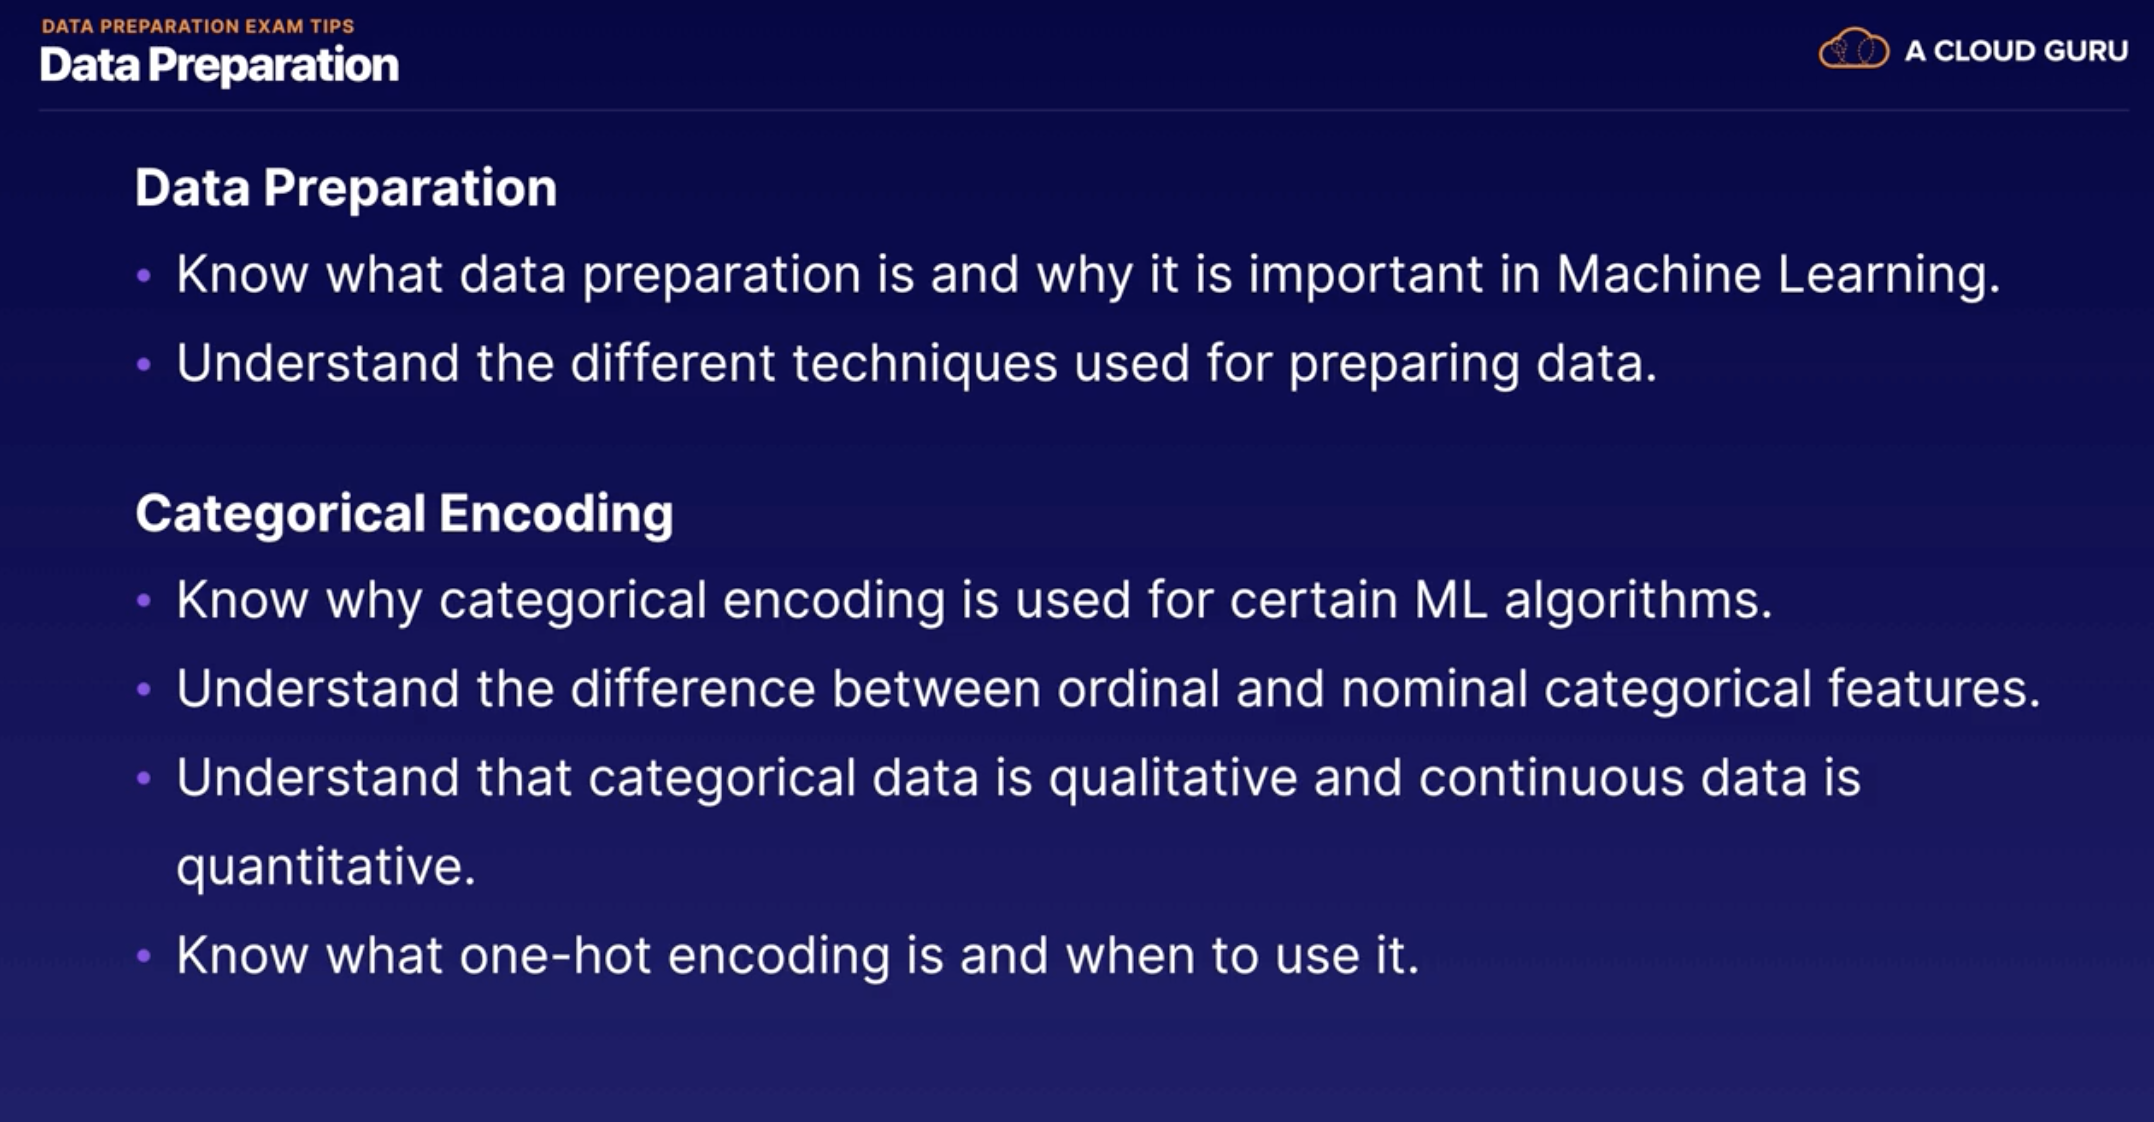 DATA PREPARATION EXAM TIPS
Data Preparation
A CLOUD GURU
Data Preparation
• Know what data preparation is and why it is important in Machine Learning.
• Understand the different techniques used for preparing data.
Categorical Encoding
• Know why categorical encoding is used for certain ML algorithms.
• Understand the difference between ordinal and nominal categorical features.
• Understand that categorical data is qualitative and continuous data is
quantitative.
• Know what one-hot encoding is and when to use it.